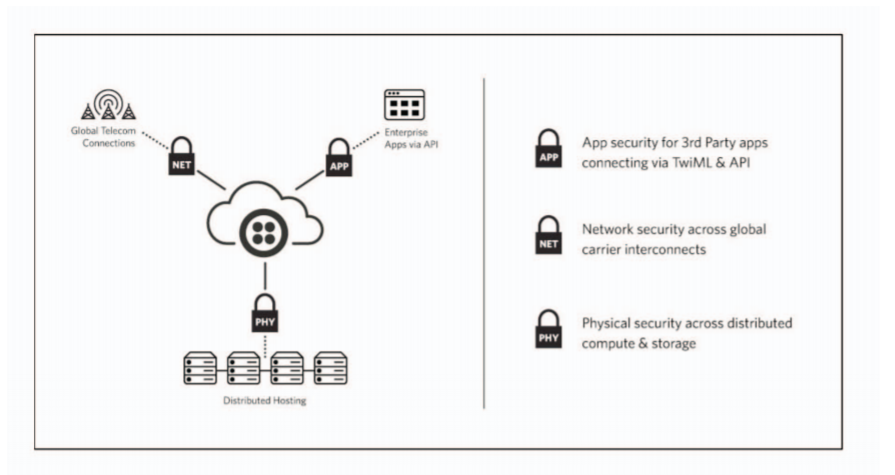 Global Telecom
Connections
NET
APP
Enterprise
Apps via API
PHY
Distributed Hosting
APP
App security for 3rd Party apps
connecting via TwiML & API
NET
Network security across global
carrier interconnects
PHY
Physical security across distributed
compute & storage